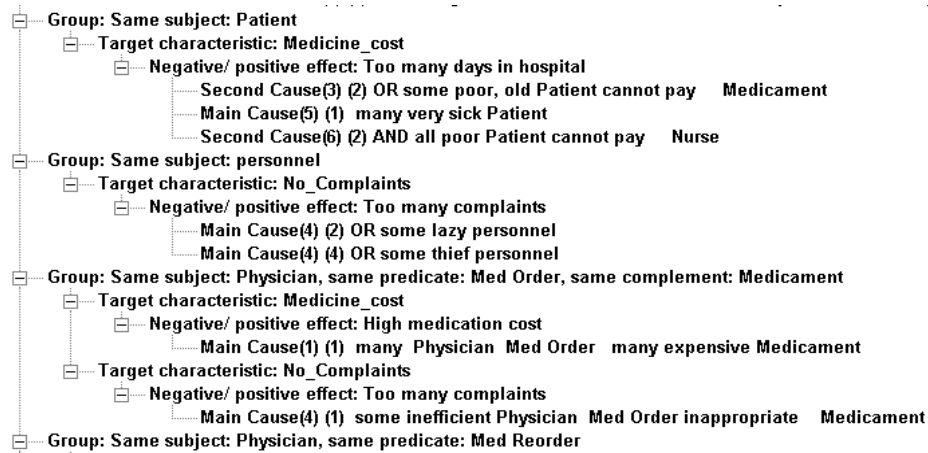 Group: Same subject: Patient
Target characteristic: Medicine_cost
Negative/ positive effect: Too many days in hospital
Second Cause(3) (2) OR some poor, old Patient cannot pay Medicament
Main Cause(5) (1) many very sick Patient
Second Cause(6) (2) AND all poor Patient cannot pay Nurse
Group: Same subject: personnel
Target characteristic: No_Complaints
Negative/ positive effect: Too many complaints
Main Cause(4) (2) OR some lazy personnel
Main Cause(4) (4) OR some thief personnel
Group: Same subject: Physician, same predicate: Med Order, same complement: Medicament
Target characteristic: Medicine_cost
Negative/ positive effect: High medication cost
Main Cause(1) (1) many Physician Med Order many expensive Medicament
Target characteristic: No_Complaints
Negative/ positive effect: Too many complaints
Main Cause(4) (1) some inefficient Physician Med Order inappropriate Medicament
Group: Same subject: Physician, same predicate: Med Reorder